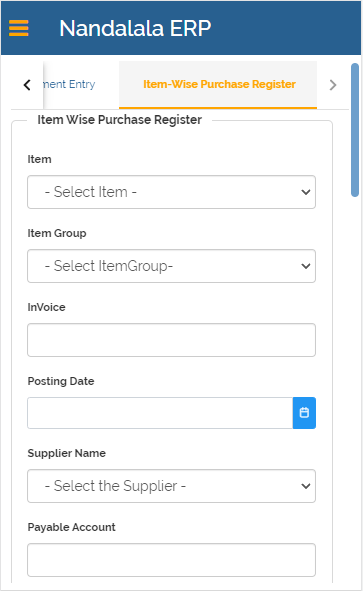 Nandalala ERP
ment Entry
Item-Wise Purchase Register
Item Wise Purchase Register
Item
- Select Item -
Item Group
- Select ItemGroup-
InVoice
Posting Date
Supplier Name
- Select the Supplier -
Payable Account